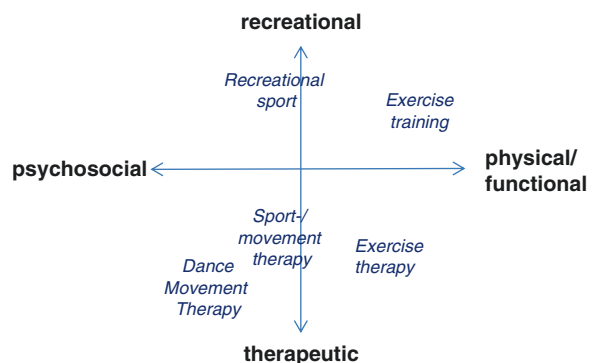 recreational
Recreational
sport
Exercise
training
psychosocial
physical/
functional
Sport-/
movement
therapy
Exercise
therapy
Dance
Movement
Therapy
therapeutic